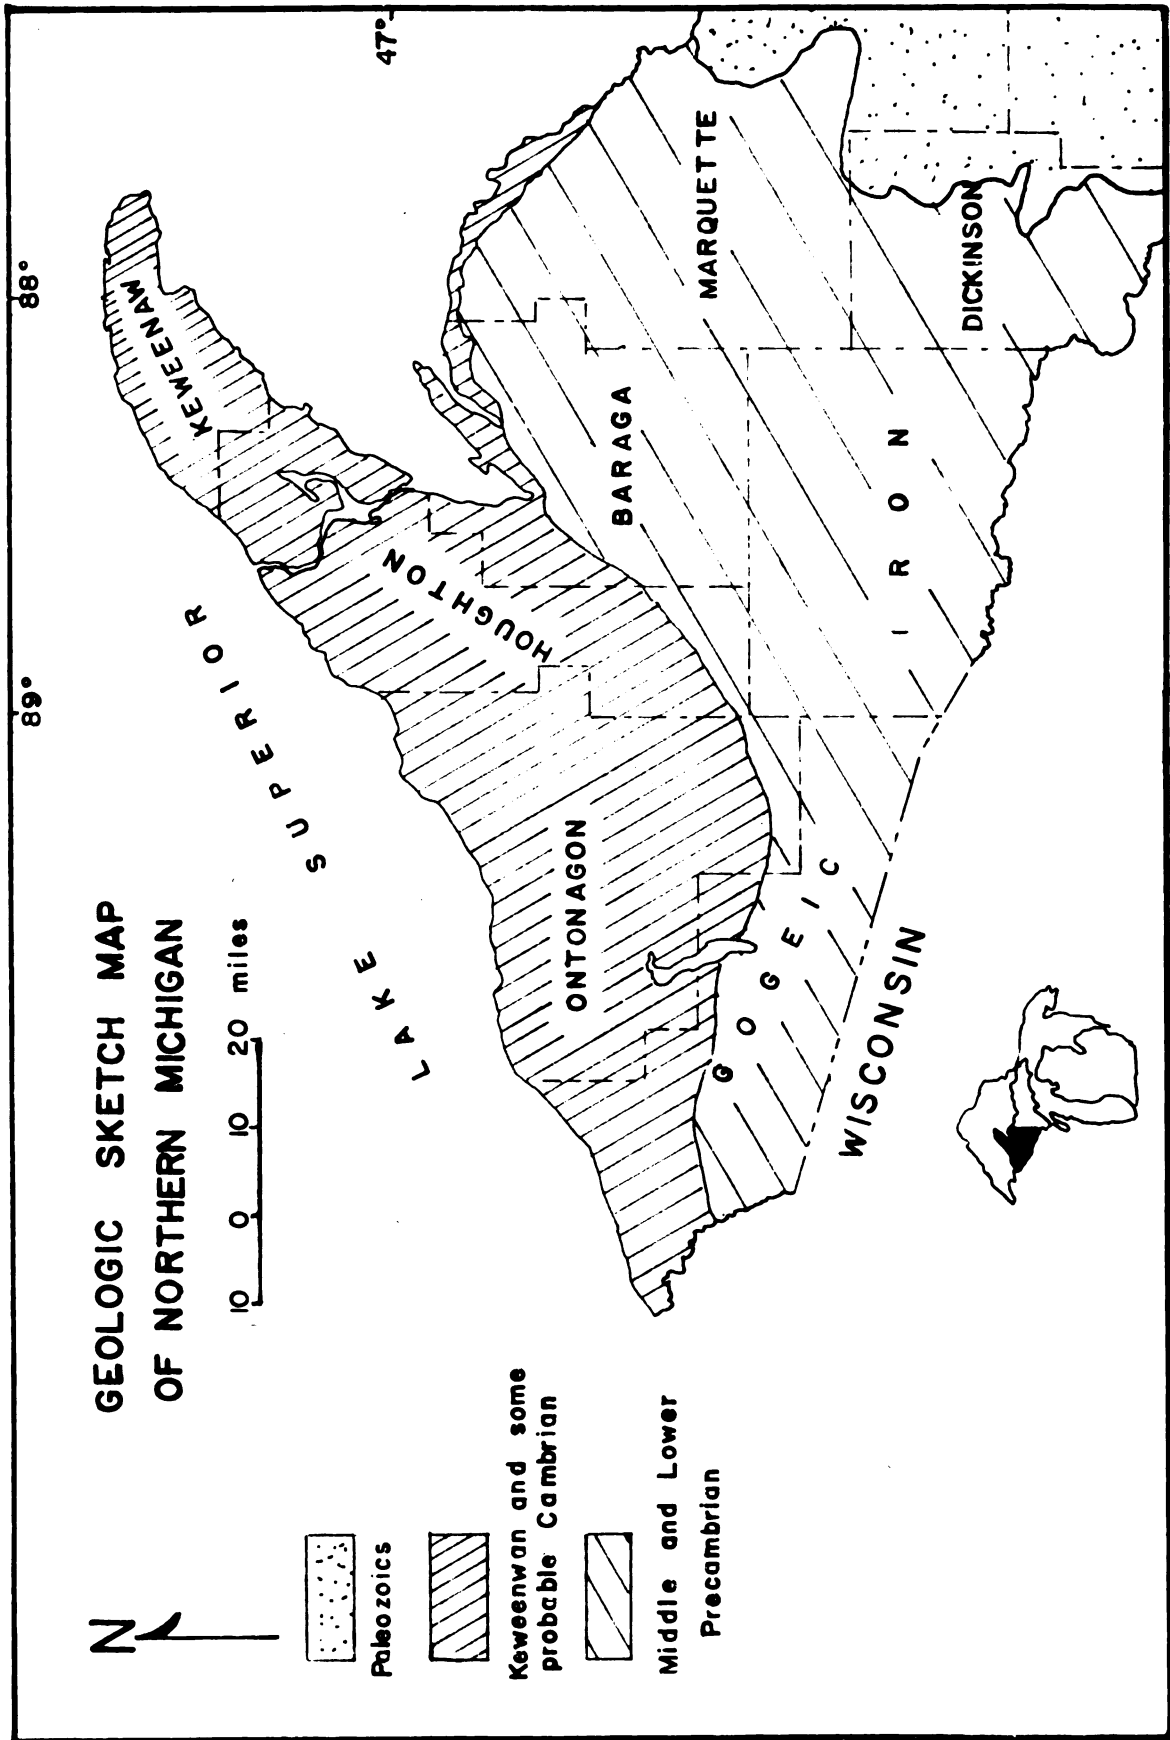 GEOLOGIC SKETCH MAP
OF NORTHERN MICHIGAN
10 0 10 20 miles
N
Paleozoics
Keweenwan and some
probable Cambrian
Middle and Lower
Precambrian
89°
88°
47°
LAKE SUPERIOR
KEWEENAW
HOUGHTON
ONTONAGON
BARAGA
MARQUETTE
GOGEIC
IRON
DICKINSON
WISCONSIN